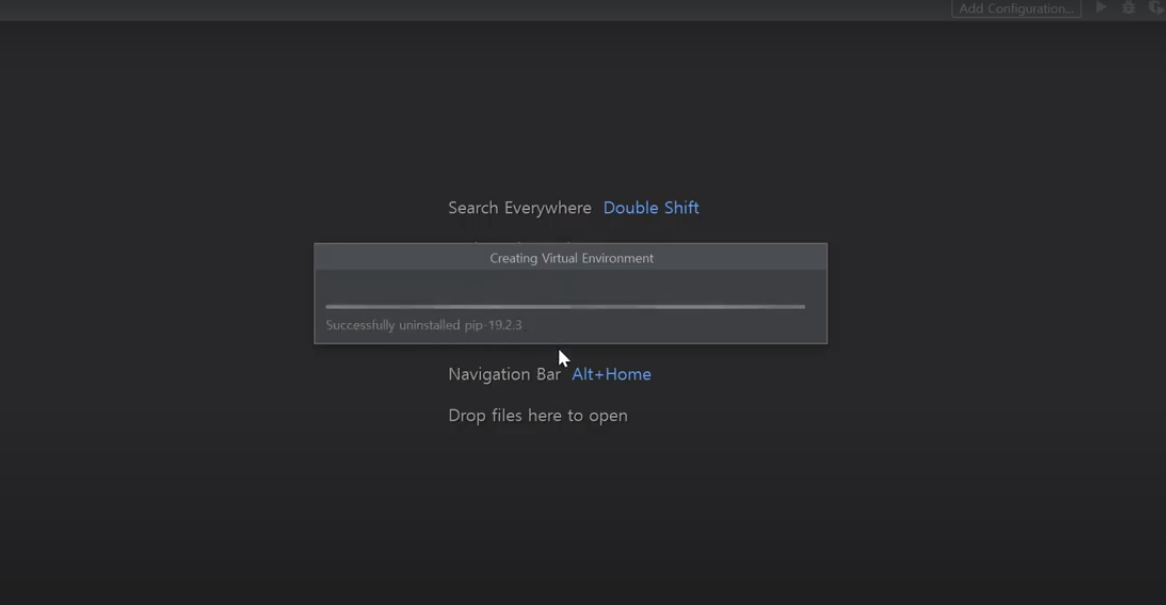 Add Configuration...
Search Everywhere Double Shift
Creating Virtual Environment
Successfully uninstalled pip-19.2.3
Navigation Bar Alt+Home
Drop files here to open